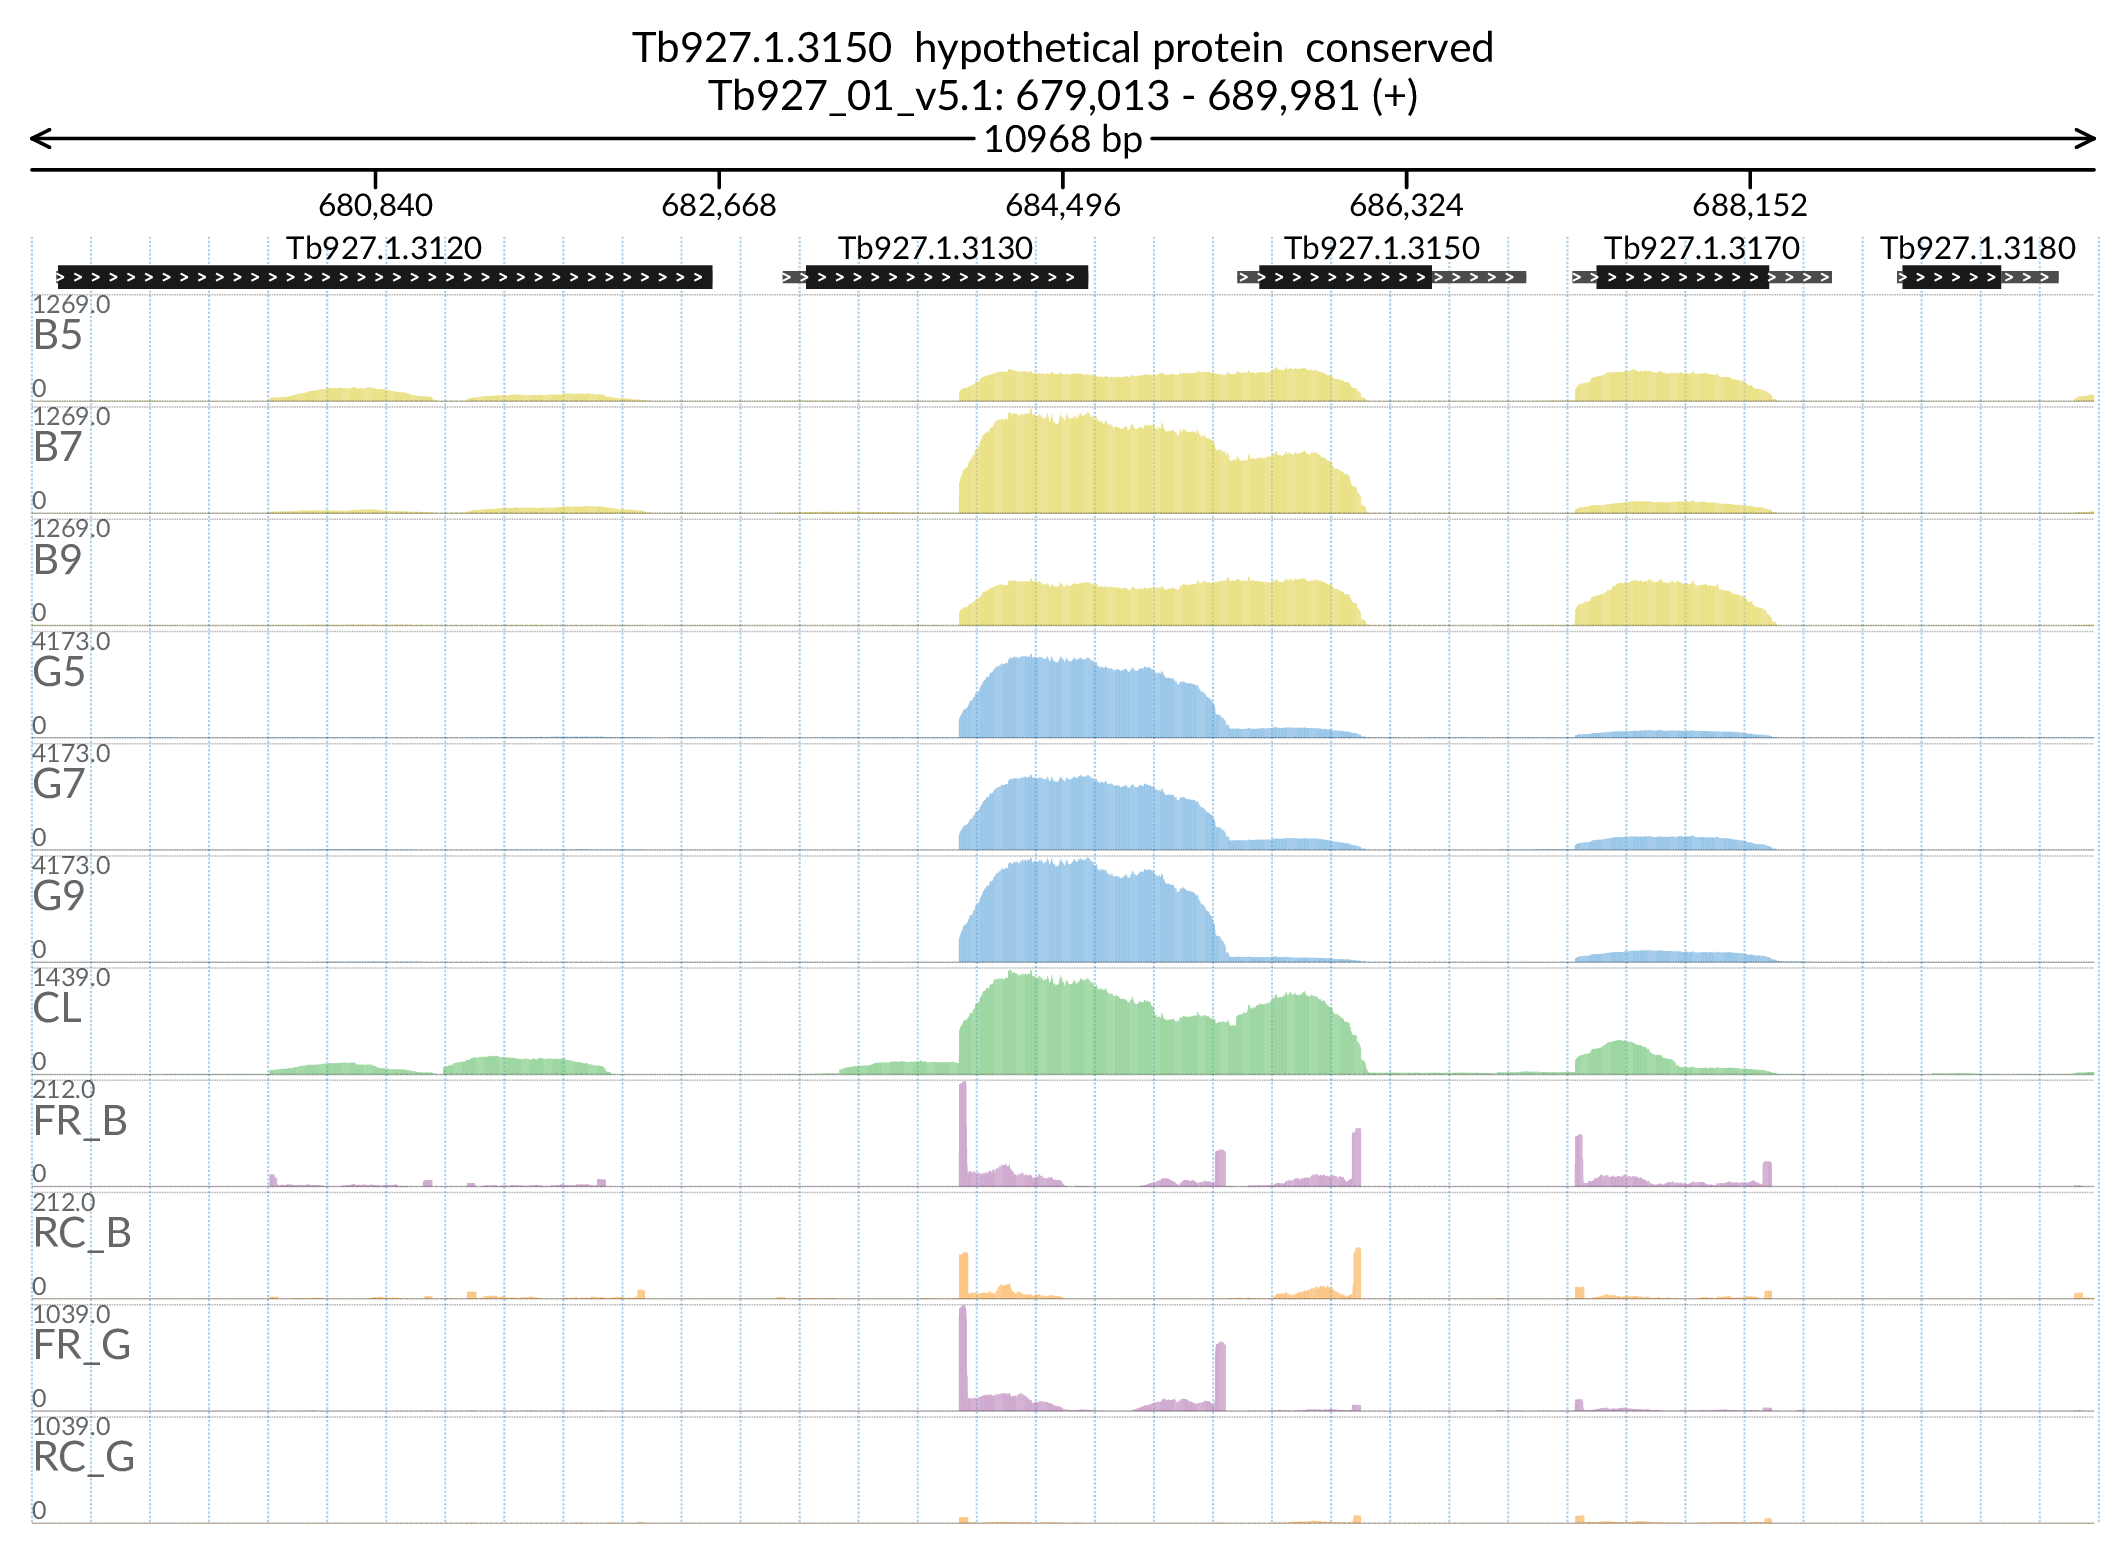 Tb927.1.3150 hypothetical protein conserved
Tb927_01_v5.1: 679,013 - 689,981 (+)
10968 bp
680,840 682,668 684,496 686,324 688,152
Tb927.1.3120 Tb927.1.3130 Tb927.1.3150 Tb927.1.3170 Tb927.1.3180
1269.0
B5
0
1269.0
B7
0
1269.0
B9
0
4173.0
G5
0
4173.0
G7
0
4173.0
G9
0
1439.0
CL
0
212.0
FR_B
0
212.0
RC_B
0
1039.0
FR_G
0
1039.0
RC_G
0